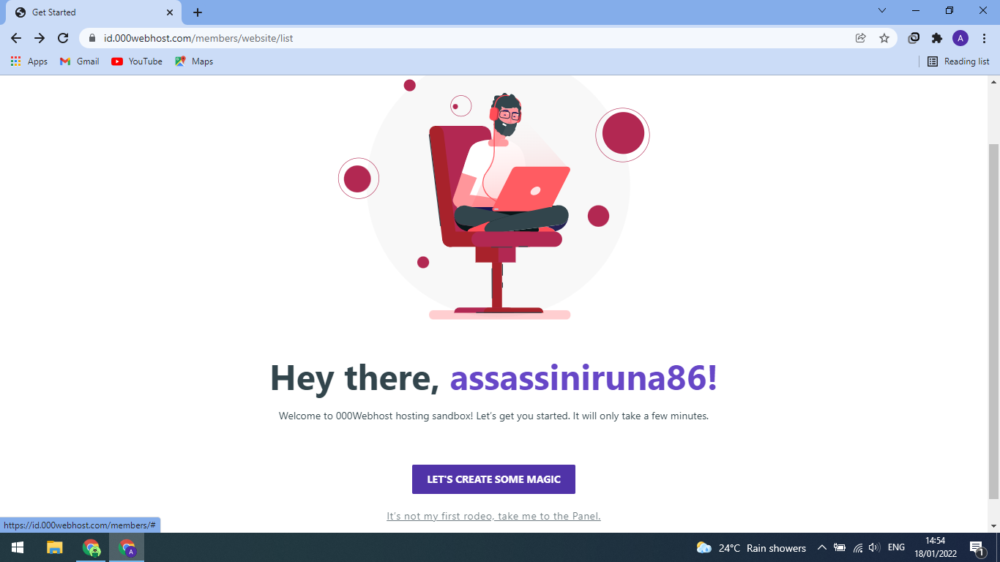 Get Started
id.000webhost.com/members/website/list
A
Apps
Gmail
YouTube
Maps
Reading list
Hey there, assassiniruna86!
Welcome to 000Webhost hosting sandbox! Let's get you started. It will only take a few minutes.
LET'S CREATE SOME MAGIC
It's not my first rodeo, take me to the Panel.
https://id.000webhost.com/members/#
A
24°C Rain showers
ENG
14:54
18/01/2022
1